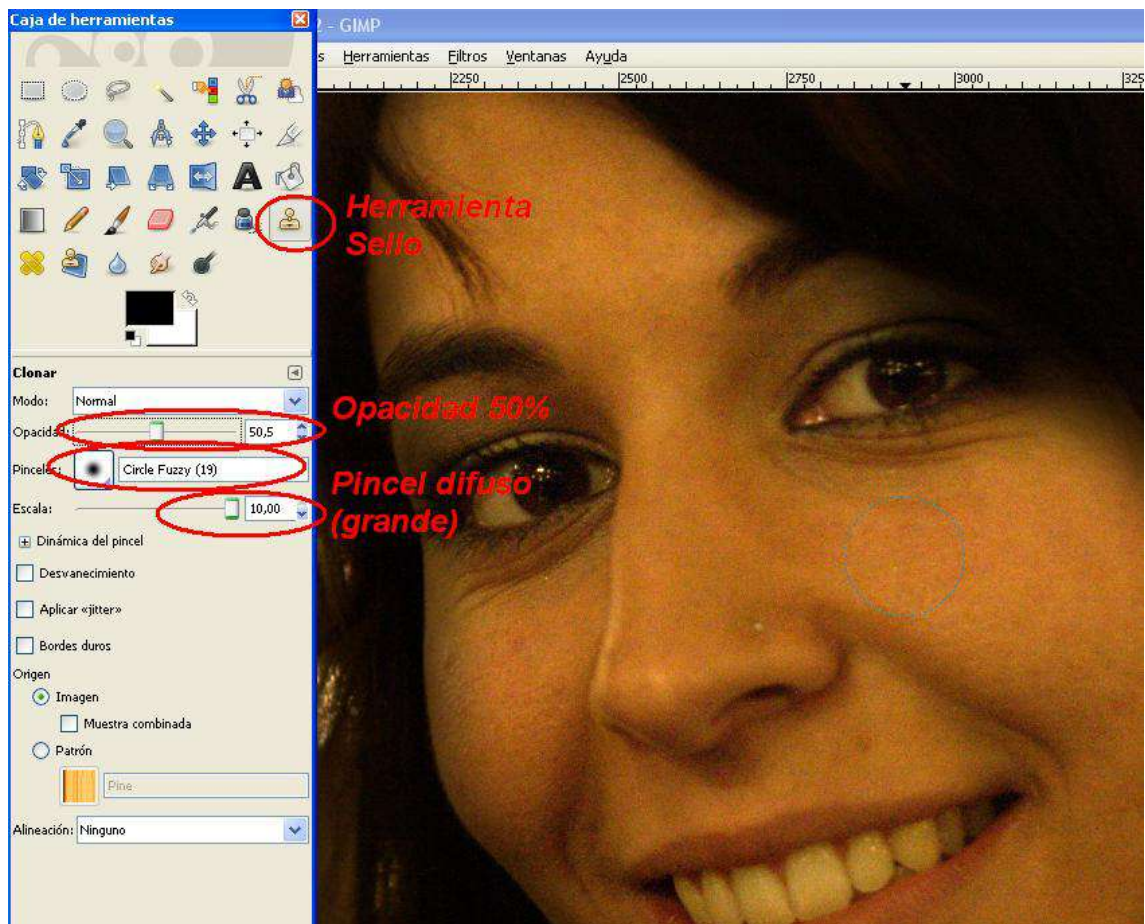 Caja de herramientas
2 - GIMP
s Herramientas Filtros Ventanas Ayuda
2250 2500 2750 3000 325
Herramienta
Sello
Clonar
Modo: Normal
Opacidad: 50,5
Opacidad 50%
Pinceles: Circle Fuzzy (19)
Pincel difuso
(grande)
Escala: 10,00
Dinámica del pincel
Desvanecimiento
Aplicar «jitter»
Bordes duros
Origen
Imagen
Muestra combinada
Patrón
Pine
Alineación: Ninguno